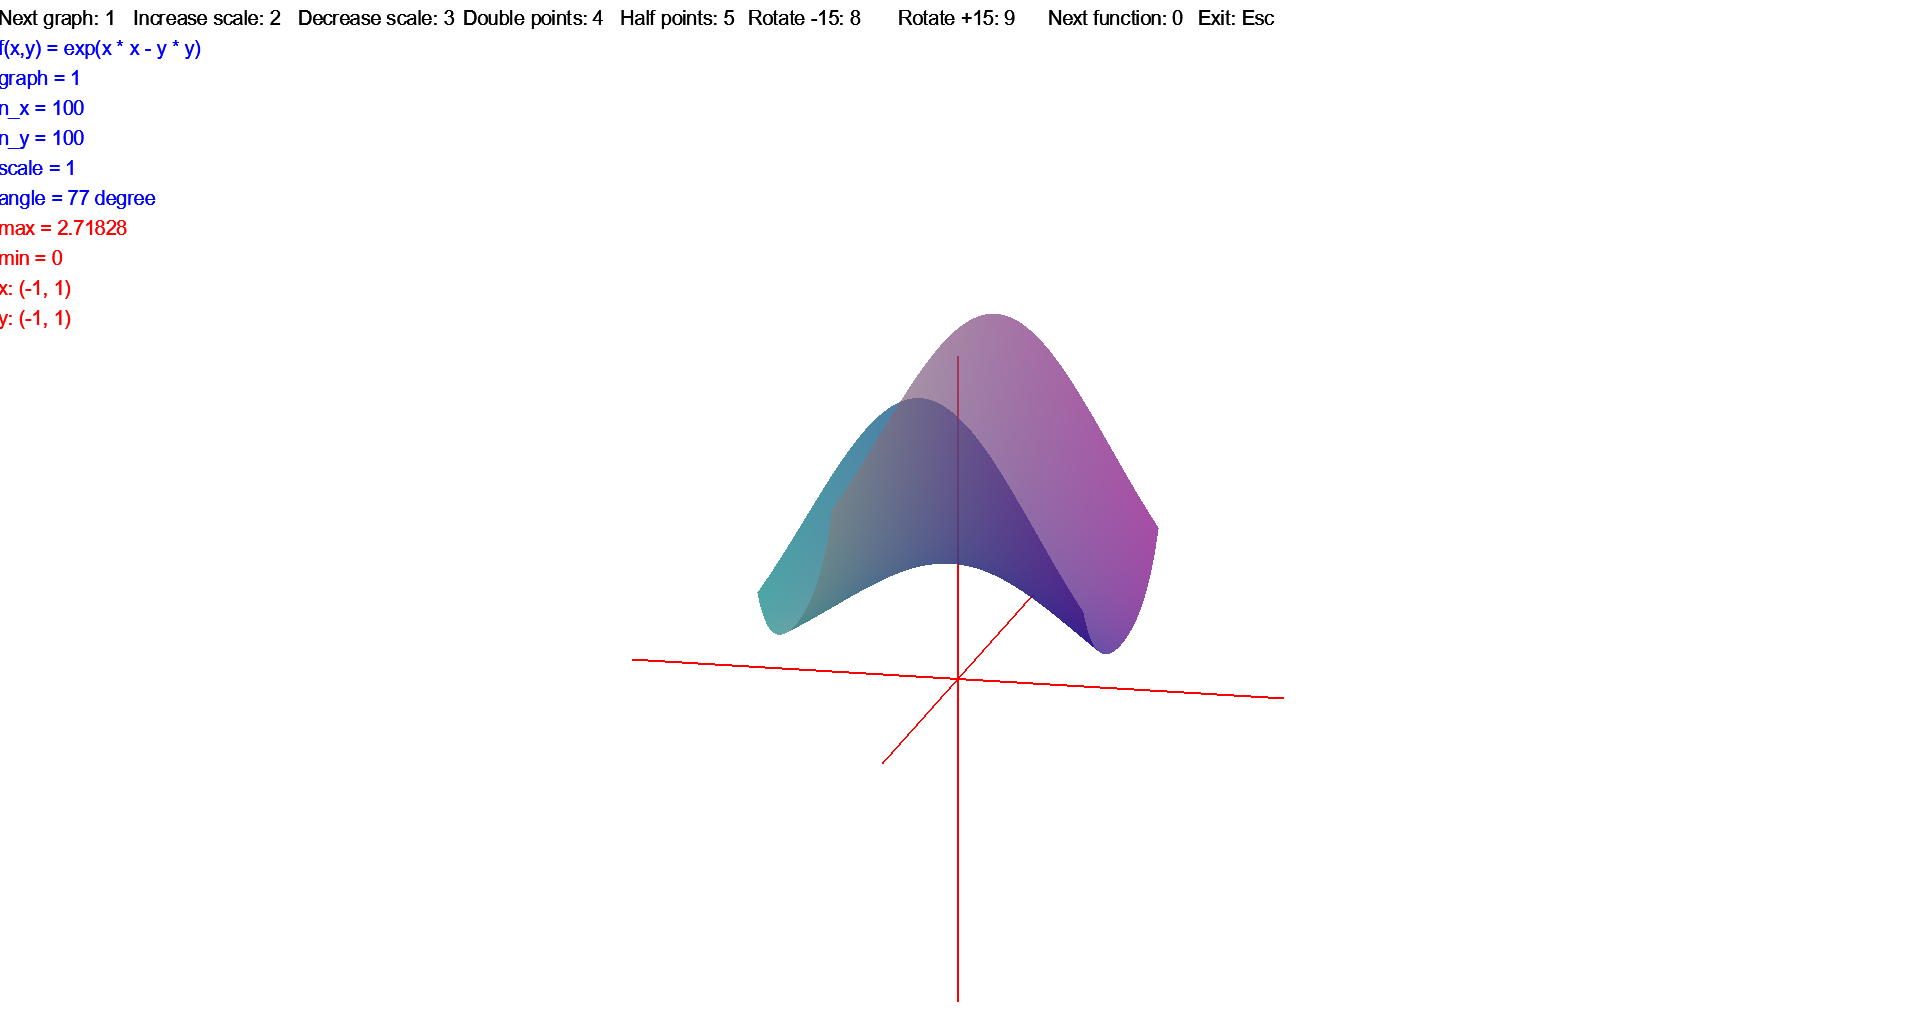 Next graph: 1 Increase scale: 2 Decrease scale: 3 Double points: 4 Half points: 5 Rotate -15: 8 Rotate +15: 9 Next function: 0 Exit: Esc
f(x,y) = exp(x * x - y * y)
graph = 1
n_x = 100
n_y = 100
scale = 1
angle = 77 degree
max = 2.71828
min = 0
x: (-1, 1)
y: (-1, 1)